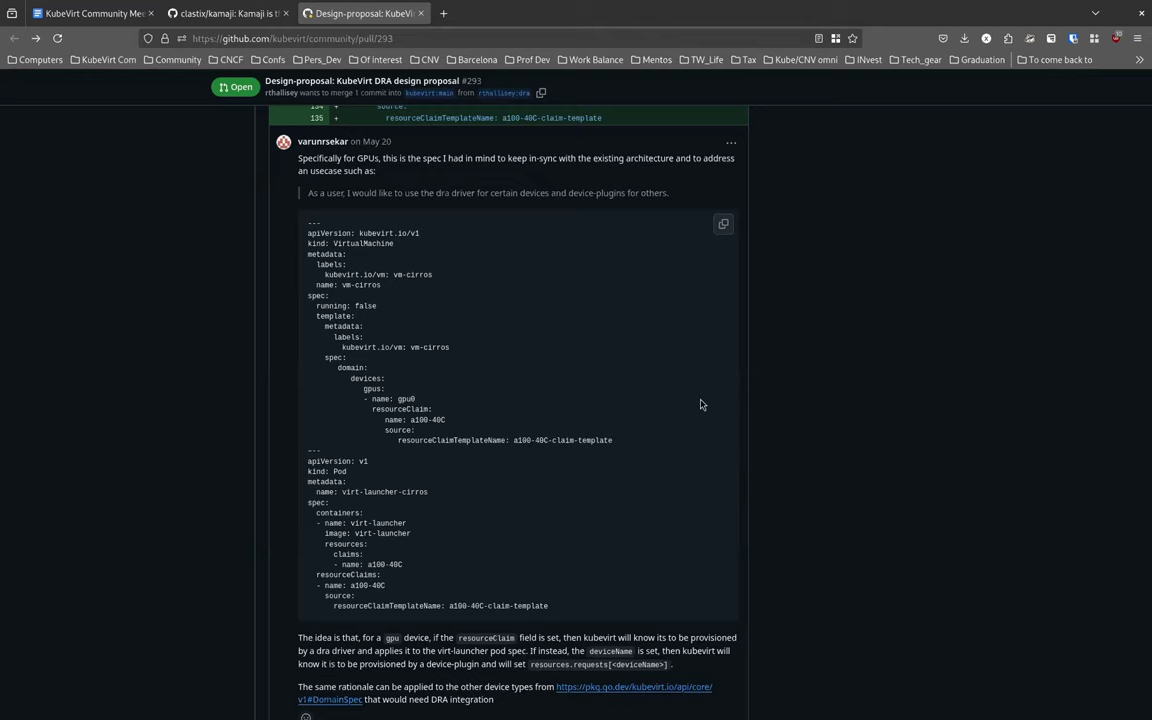 KubeVirt Community Mee
clastix/kamaji: Kamaji is t
Design-proposal: KubeVi
https://github.com/kubevirt/community/pull/293
10
Computers KubeVirt Com Community CNCF Confs Pers_Dev Of interest CNV Barcelona Prof Dev Work Balance Mentos TW_Life Tax Kube/CNV omni INvest Tech_gear Graduation To come back to
Open
Design-proposal: KubeVirt DRA design proposal #293
rthallisey wants to merge 1 commit into kubevirt:main from rthallisey:dra
134 + source:
135 + resourceClaimTemplateName: a100-40C-claim-template
varunrsekar on May 20
Specifically for GPUs, this is the spec I had in mind to keep in-sync with the existing architecture and to address
an usecase such as:
As a user, I would like to use the dra driver for certain devices and device-plugins for others.
---
apiVersion: kubevirt.io/v1
kind: VirtualMachine
metadata:
labels:
kubevirt.io/vm: vm-cirros
name: vm-cirros
spec:
running: false
template:
metadata:
labels:
kubevirt.io/vm: vm-cirros
spec:
domain:
devices:
gpus:
- name: gpu0
resourceClaim:
name: a100-40C
source:
resourceClaimTemplateName: a100-40C-claim-template
---
apiVersion: v1
kind: Pod
metadata:
name: virt-launcher-cirros
spec:
containers:
- name: virt-launcher
image: virt-launcher
resources:
claims:
- name: a100-40C
resourceClaims:
- name: a100-40C
source:
resourceClaimTemplateName: a100-40C-claim-template
The idea is that, for a gpu device, if the resourceClaim field is set, then kubevirt will know its to be provisioned
by a dra driver and applies it to the virt-launcher pod spec. If instead, the deviceName is set, then kubevirt will
know it is to be provisioned by a device-plugin and will set resources.requests[<deviceName>].
The same rationale can be applied to the other device types from https://pkg.go.dev/kubevirt.io/api/core/
v1#DomainSpec that would need DRA integration